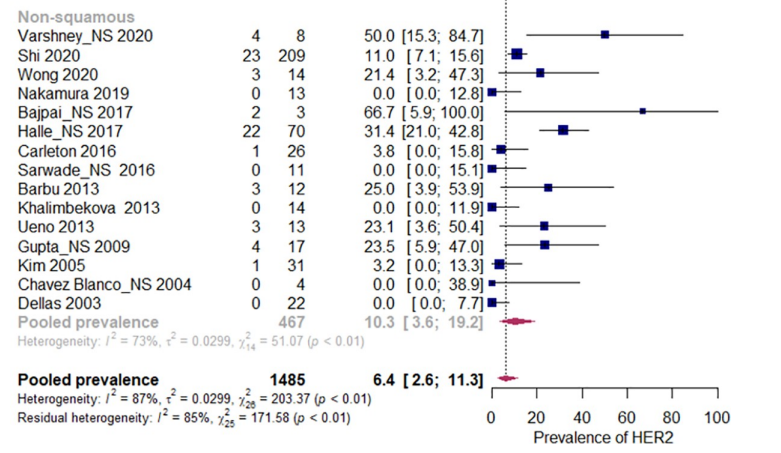 Non-squamous
Varshney_NS 2020 4 8 50.0 [15.3; 84.7]
Shi 2020 23 209 11.0 [7.1; 15.6]
Wong 2020 3 14 21.4 [3.2; 47.3]
Nakamura 2019 0 13 0.0 [0.0; 12.8]
Bajpai_NS 2017 2 3 66.7 [5.9; 100.0]
Halle_NS 2017 22 70 31.4 [21.0; 42.8]
Carleton 2016 1 26 3.8 [0.0; 15.8]
Sarwade_NS 2016 0 11 0.0 [0.0; 15.1]
Barbu 2013 3 12 25.0 [3.9; 53.9]
Khalimbekova 2013 0 14 0.0 [0.0; 11.9]
Ueno 2013 3 13 23.1 [3.6; 50.4]
Gupta_NS 2009 4 17 23.5 [5.9; 47.0]
Kim 2005 1 31 3.2 [0.0; 13.3]
Chavez Blanco_NS 2004 0 4 0.0 [0.0; 38.9]
Dellas 2003 0 22 0.0 [0.0; 7.7]
Pooled prevalence 467 10.3 [3.6; 19.2]
Heterogeneity: I² = 73%, τ² = 0.0299, χ²₁₄ = 51.07 (p < 0.01)
Pooled prevalence 1485 6.4 [2.6; 11.3]
Heterogeneity: I² = 87%, τ² = 0.0299, χ²₂₆ = 203.37 (p < 0.01)
Residual heterogeneity: I² = 85%, χ²₂₅ = 171.58 (p < 0.01)
0 20 40 60 80 100
Prevalence of HER2